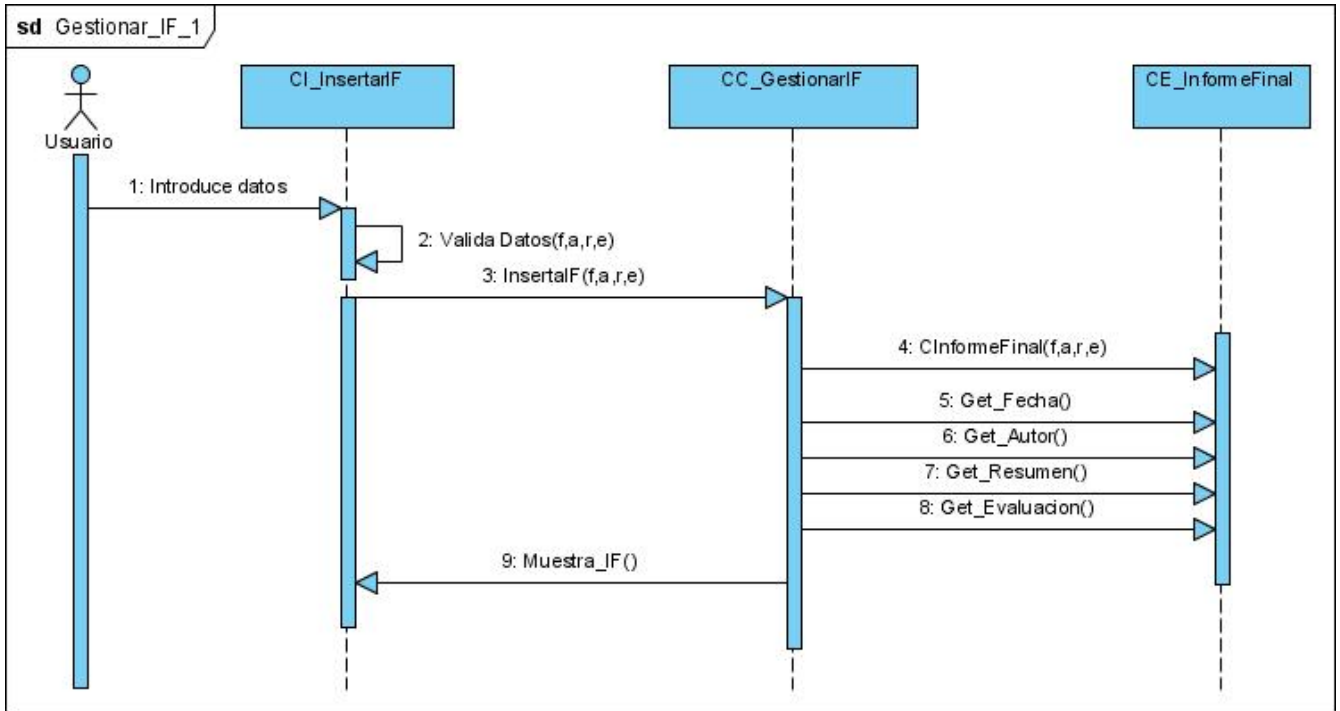 sd Gestionar_IF_1
CI_InsertarIF
CC_GestionarIF
CE_InformeFinal
Usuario
1: Introduce datos
2: Valida Datos(f,a,r,e)
3: InsertaIF(f,a,r,e)
4: CInformeFinal(f,a,r,e)
5: Get_Fecha()
6: Get_Autor()
7: Get_Resumen()
8: Get_Evaluacion()
9: Muestra_IF()